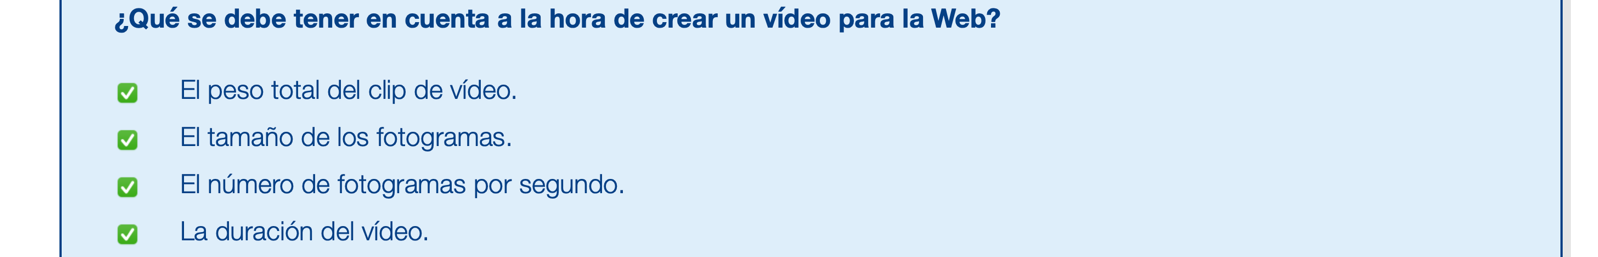 ¿Qué se debe tener en cuenta a la hora de crear un vídeo para la Web?
El peso total del clip de vídeo.
El tamaño de los fotogramas.
El número de fotogramas por segundo.
La duración del vídeo.